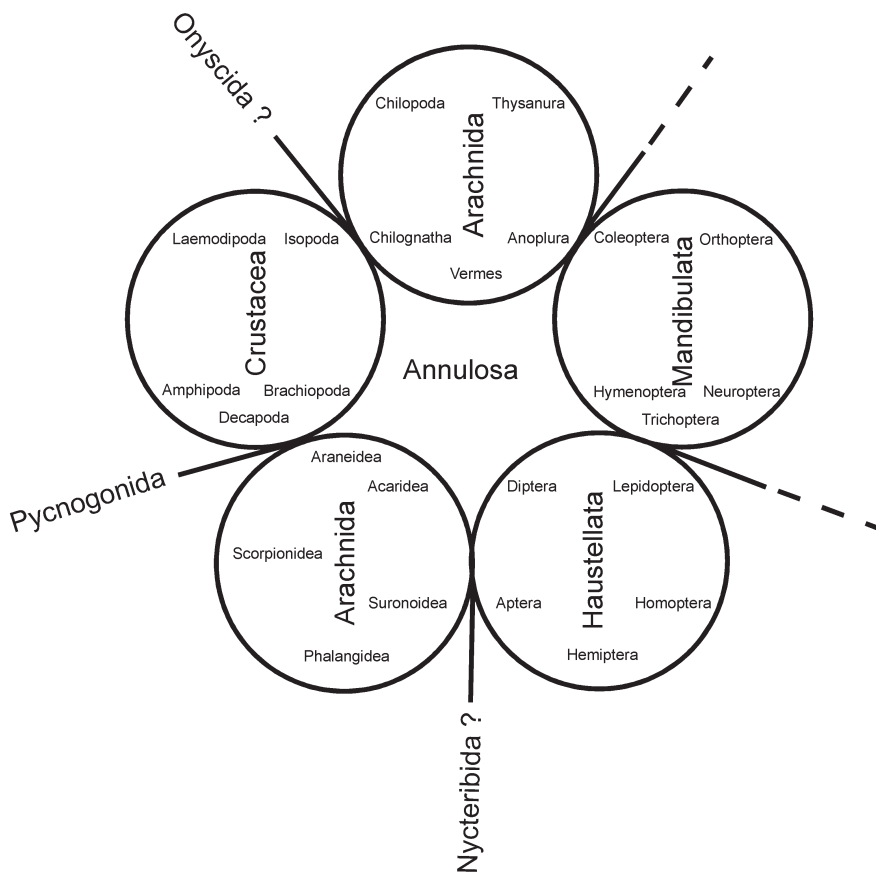 Onyscida ?
Chilopoda
Thysanura
Arachnida
Chilognatha
Anoplura
Vermes
Laemodipoda
Isopoda
Crustacea
Amphipoda
Brachiopoda
Decapoda
Coleoptera
Orthoptera
Mandibulata
Hymenoptera
Neuroptera
Trichoptera
Annulosa
Pycnogonida
Araneidea
Acaridea
Scorpionidea
Arachnida
Suronoidea
Phalangidea
Diptera
Lepidoptera
Haustellata
Aptera
Homoptera
Hemiptera
Nycteribida ?